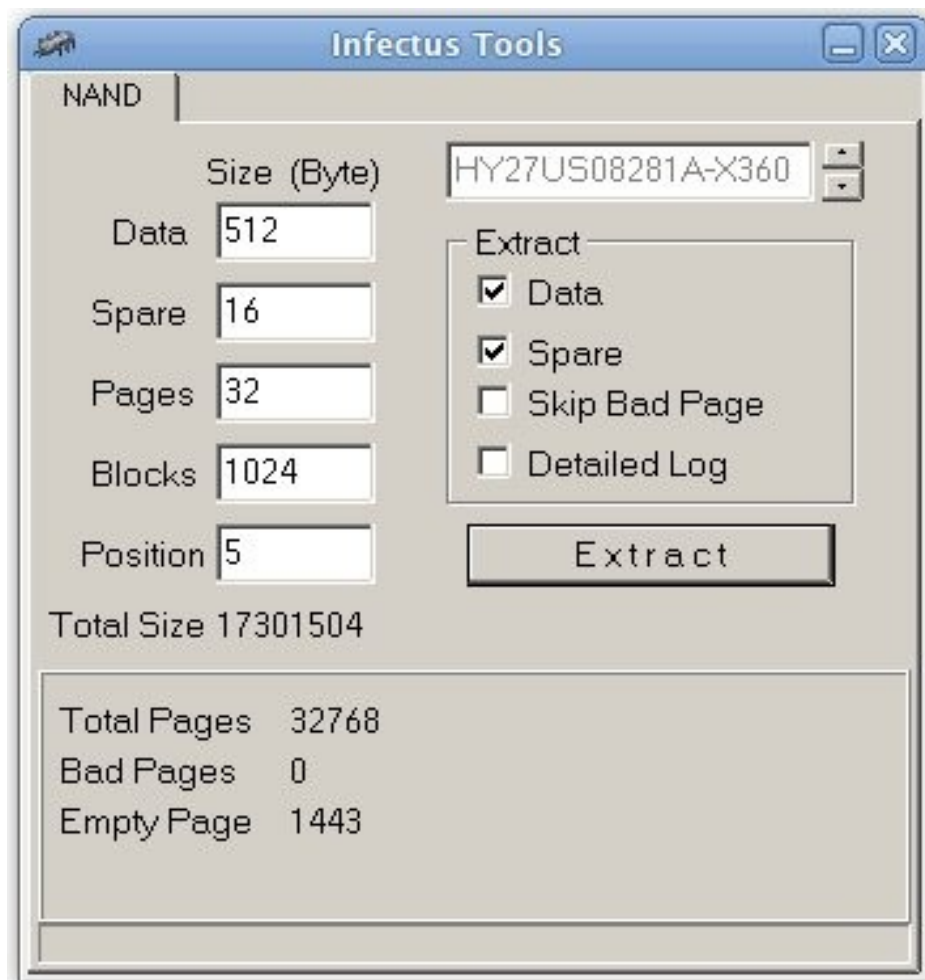 Infectus Tools
NAND
Size (Byte)
HY27US08281A-X360
Data 512
Spare 16
Pages 32
Blocks 1024
Position 5
Total Size 17301504
Extract
Data
Spare
Skip Bad Page
Detailed Log
Extract
Total Pages 32768
Bad Pages 0
Empty Page 1443